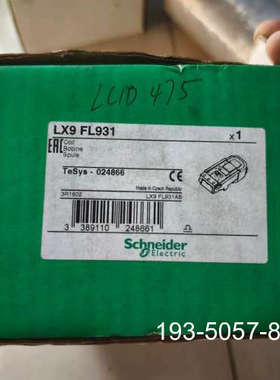 LC1D 475
LX9 FL931
x1
EAC
Coil
Bobine
Spule
TeSys - 024866
CE
Made in Czech Republic
3R1602
LX9 FL931AB
3 389110 248661
Schneider
Electric
193-5057-8